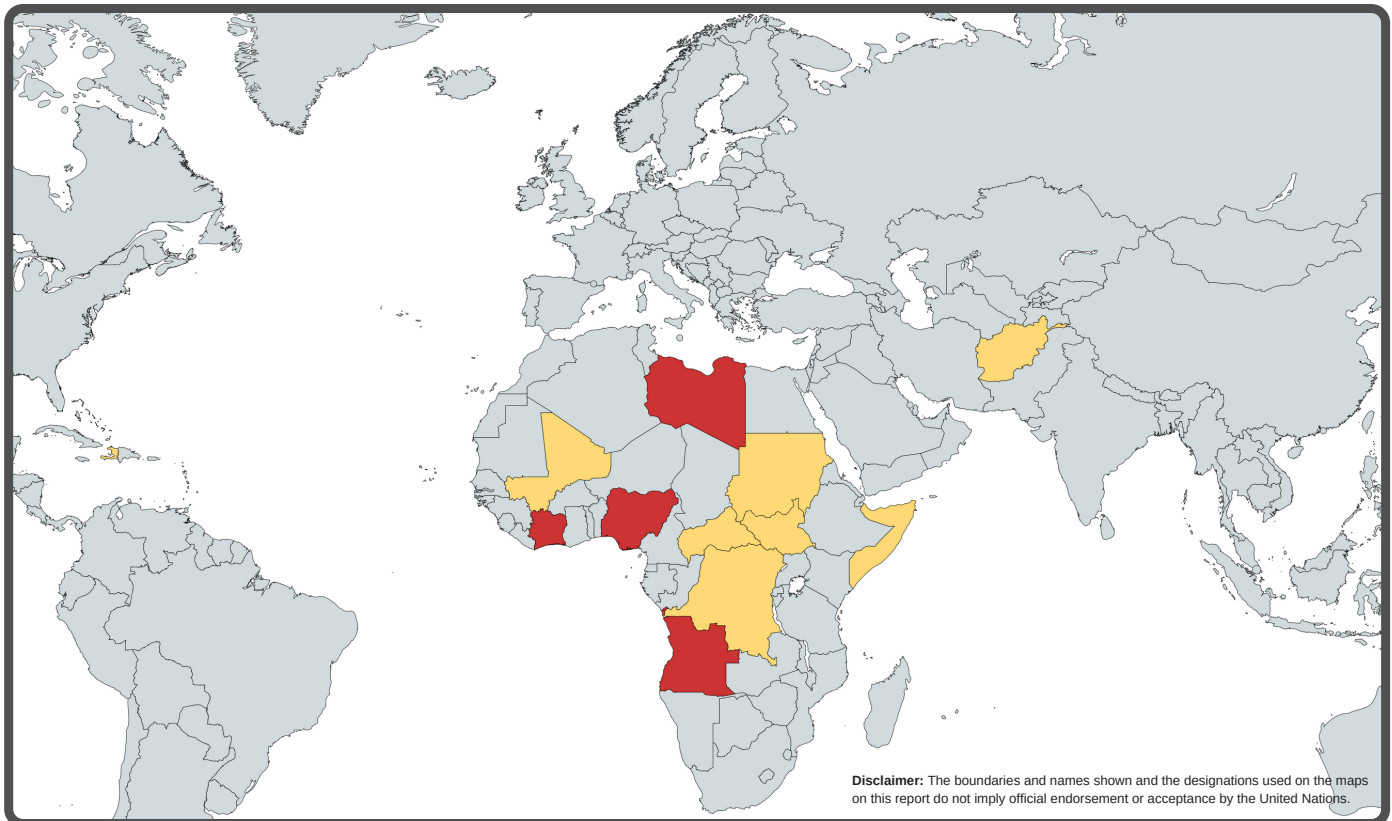 Disclaimer: The boundaries and names shown and the designations used on the maps
on this report do not imply official endorsement or acceptance by the United Nations.